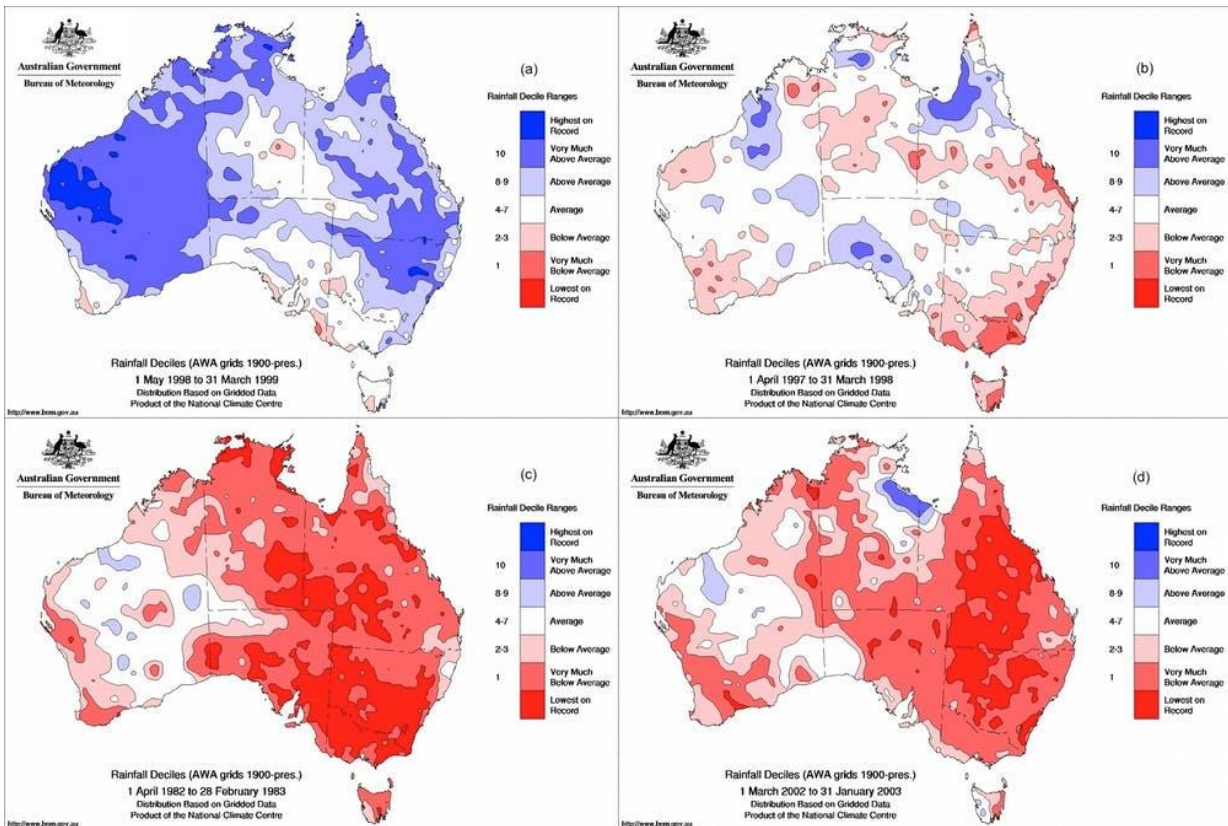 Australian Government
Bureau of Meteorology
(a)
Rainfall Decile Ranges
Highest on
Record
10
Very Much
Above Average
8-9
Above Average
4-7
Average
2-3
Below Average
1
Very Much
Below Average
Lowest on
Record
Rainfall Deciles (AWA grids 1900-pres.)
1 May 1998 to 31 March 1999
Distribution Based on Gridded Data
Product of the National Climate Centre
http://www.bom.gov.au
Australian Government
Bureau of Meteorology
(b)
Rainfall Decile Ranges
Highest on
Record
10
Very Much
Above Average
8-9
Above Average
4-7
Average
2-3
Below Average
1
Very Much
Below Average
Lowest on
Record
Rainfall Deciles (AWA grids 1900-pres.)
1 April 1997 to 31 March 1998
Distribution Based on Gridded Data
Product of the National Climate Centre
http://www.bom.gov.au
Australian Government
Bureau of Meteorology
(c)
Rainfall Decile Ranges
Highest on
Record
10
Very Much
Above Average
8-9
Above Average
4-7
Average
2-3
Below Average
1
Very Much
Below Average
Lowest on
Record
Rainfall Deciles (AWA grids 1900-pres.)
1 April 1982 to 28 February 1983
Distribution Based on Gridded Data
Product of the National Climate Centre
http://www.bom.gov.au
Australian Government
Bureau of Meteorology
(d)
Rainfall Decile Ranges
Highest on
Record
10
Very Much
Above Average
8-9
Above Average
4-7
Average
2-3
Below Average
1
Very Much
Below Average
Lowest on
Record
Rainfall Deciles (AWA grids 1900-pres.)
1 March 2002 to 31 January 2003
Distribution Based on Gridded Data
Product of the National Climate Centre
http://www.bom.gov.au